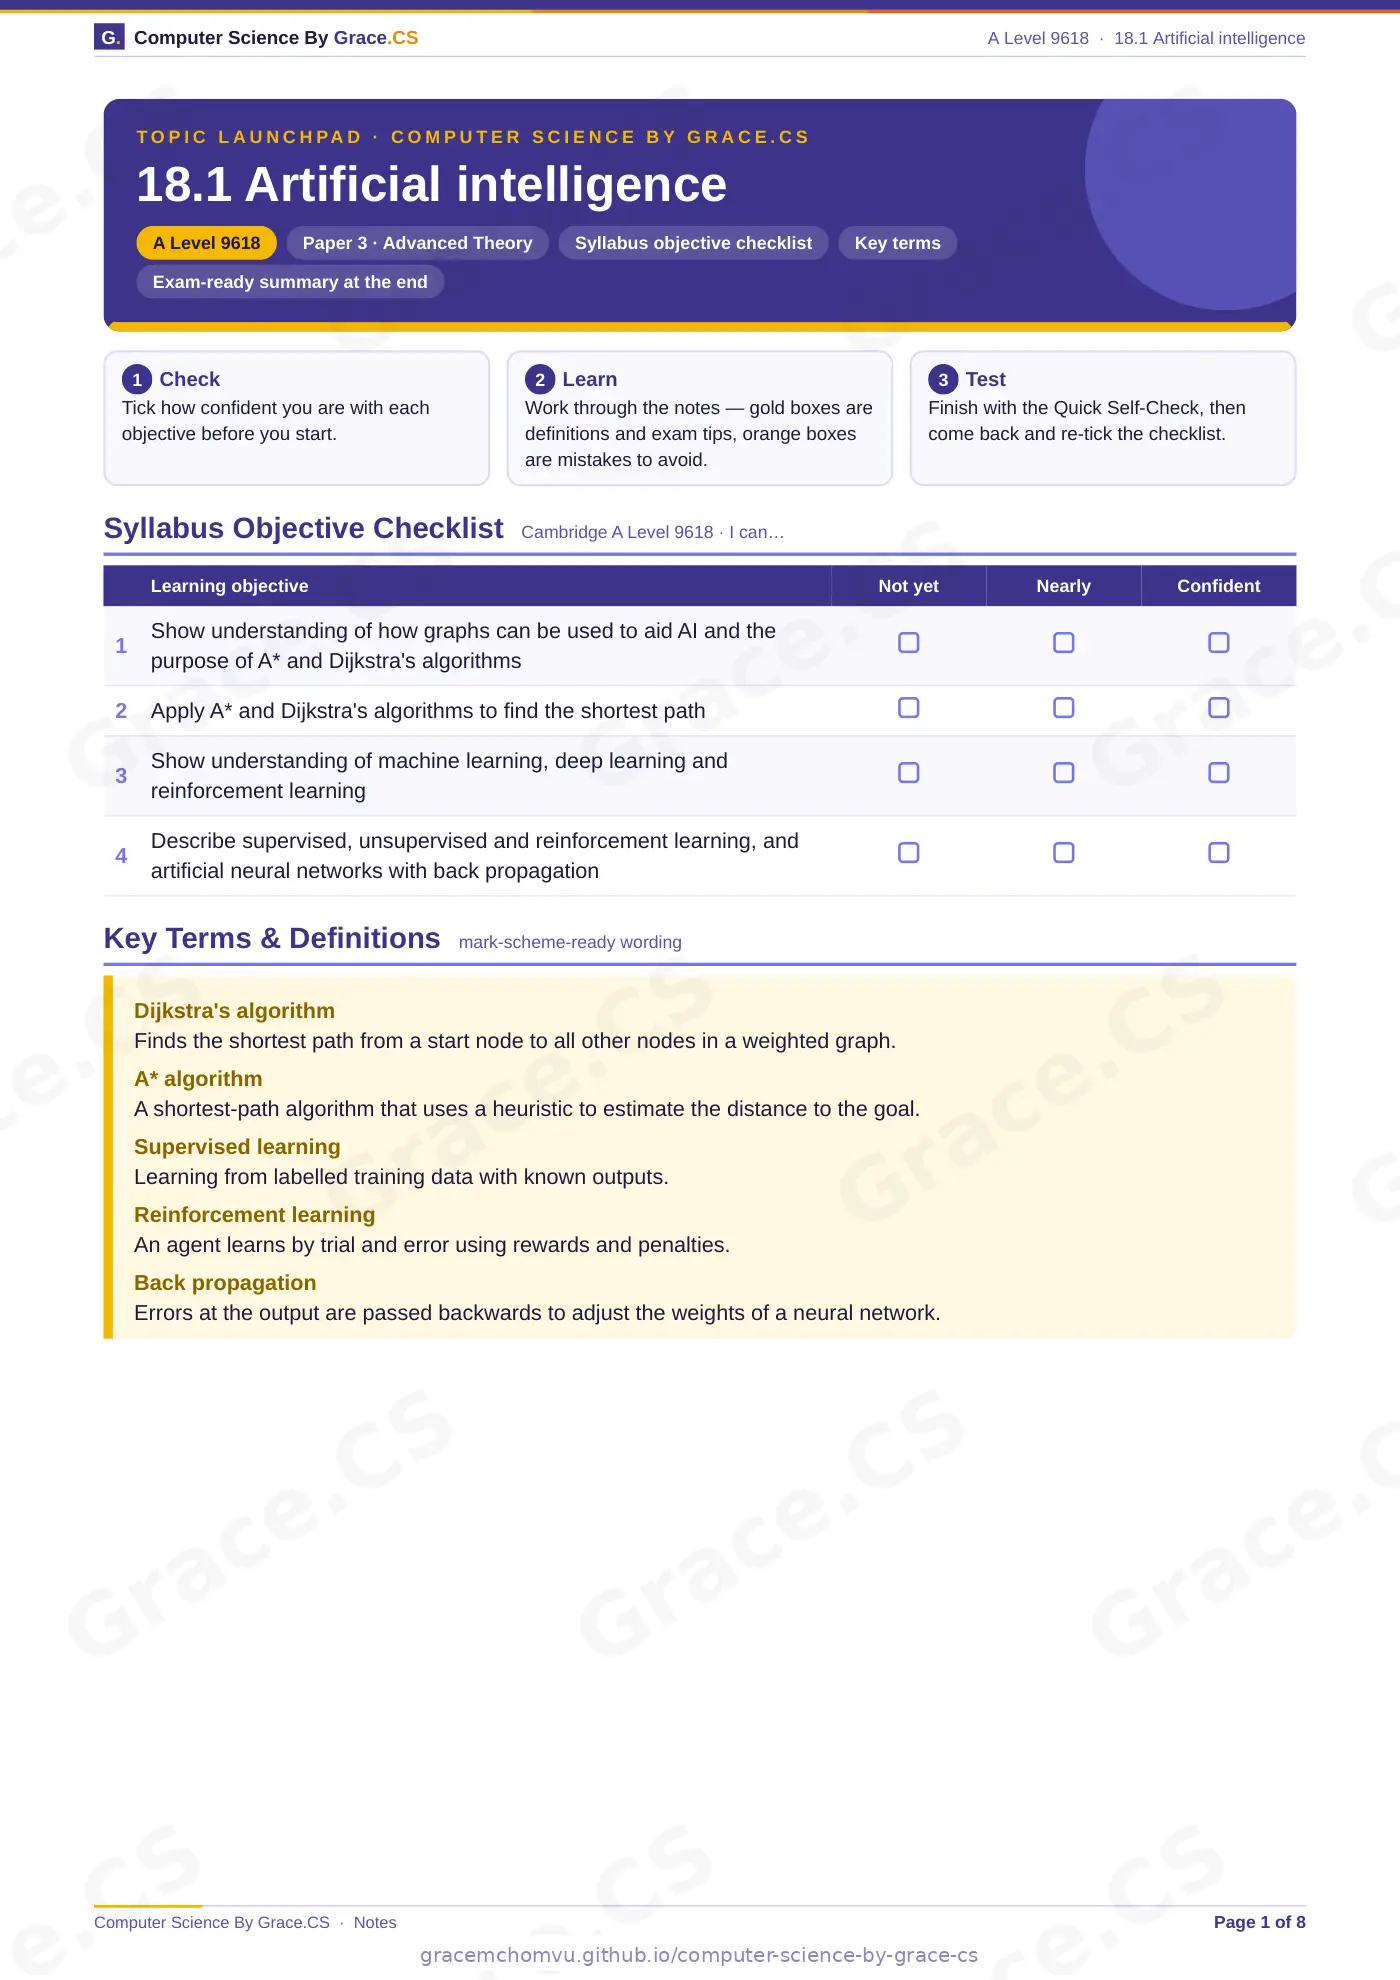 G. Computer Science By Grace.CS
A Level 9618 · 18.1 Artificial intelligence
TOPIC LAUNCHPAD · COMPUTER SCIENCE BY GRACE.CS
18.1 Artificial intelligence
A Level 9618
Paper 3 · Advanced Theory
Syllabus objective checklist
Key terms
Exam-ready summary at the end
1 Check
Tick how confident you are with each
objective before you start.
2 Learn
Work through the notes — gold boxes are
definitions and exam tips, orange boxes
are mistakes to avoid.
3 Test
Finish with the Quick Self-Check, then
come back and re-tick the checklist.
Syllabus Objective Checklist Cambridge A Level 9618 · I can…
Learning objective Not yet Nearly Confident
1 Show understanding of how graphs can be used to aid AI and the
purpose of A* and Dijkstra's algorithms
2 Apply A* and Dijkstra's algorithms to find the shortest path
3 Show understanding of machine learning, deep learning and
reinforcement learning
4 Describe supervised, unsupervised and reinforcement learning, and
artificial neural networks with back propagation
Key Terms & Definitions mark-scheme-ready wording
Dijkstra's algorithm
Finds the shortest path from a start node to all other nodes in a weighted graph.
A* algorithm
A shortest-path algorithm that uses a heuristic to estimate the distance to the goal.
Supervised learning
Learning from labelled training data with known outputs.
Reinforcement learning
An agent learns by trial and error using rewards and penalties.
Back propagation
Errors at the output are passed backwards to adjust the weights of a neural network.
Computer Science By Grace.CS · Notes
Page 1 of 8
gracemchomvu.github.io/computer-science-by-grace-cs